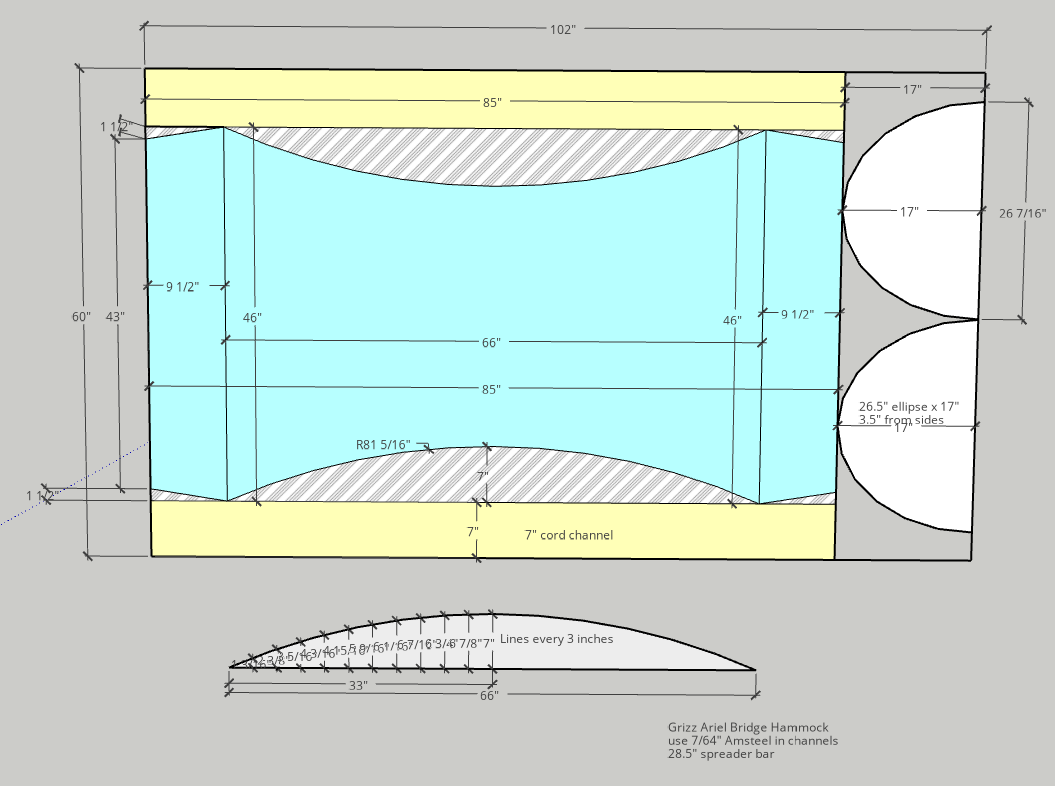 102"
17"
85"
1 1/2"
17"
26 7/16"
9 1/2"
60"
43"
46"
46"
9 1/2"
66"
85"
26.5" ellipse x 17"
3.5" from sides
17"
R81 5/16"
7"
1 1/2"
7"
7" cord channel
7"
Lines every 3 inches
33"
66"
Grizz Ariel Bridge Hammock
use 7/64" Amsteel in channels
28.5" spreader bar